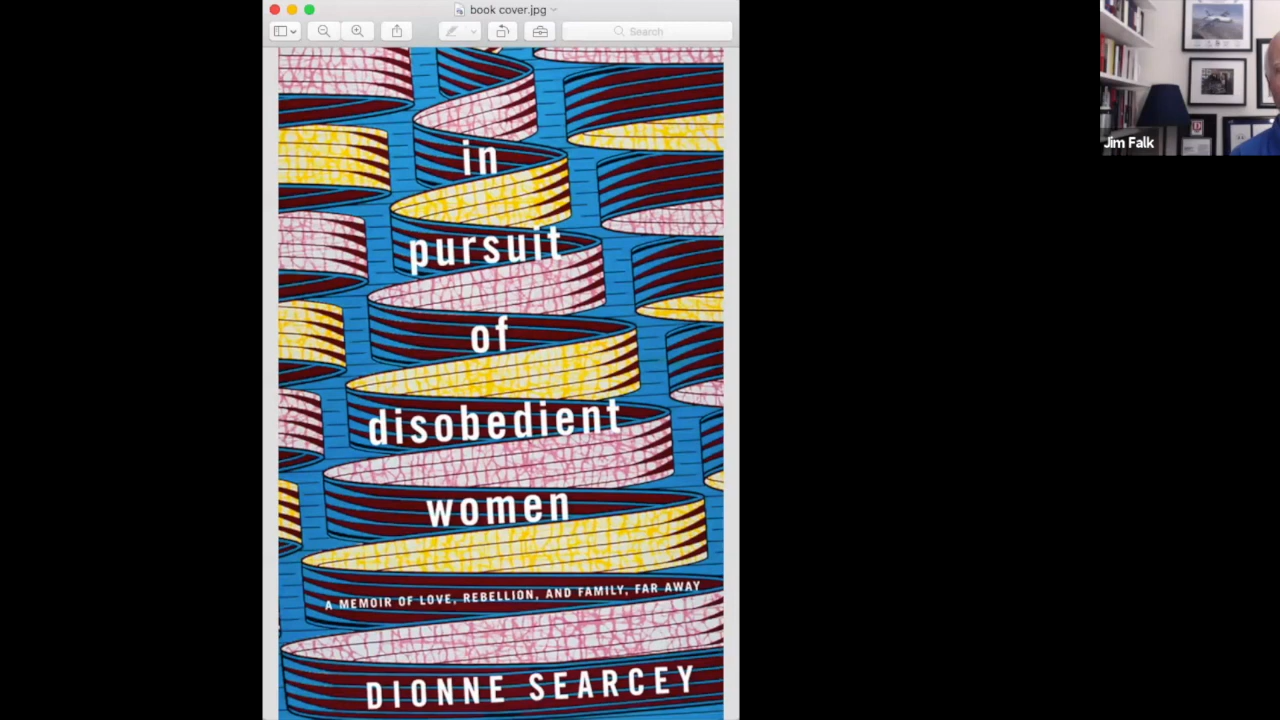 book cover.jpg
Search
in
pursuit
of
disobedient
women
A MEMOIR OF LOVE, REBELLION, AND FAMILY, FAR AWAY
DIONNE SEARCEY
Jim Falk